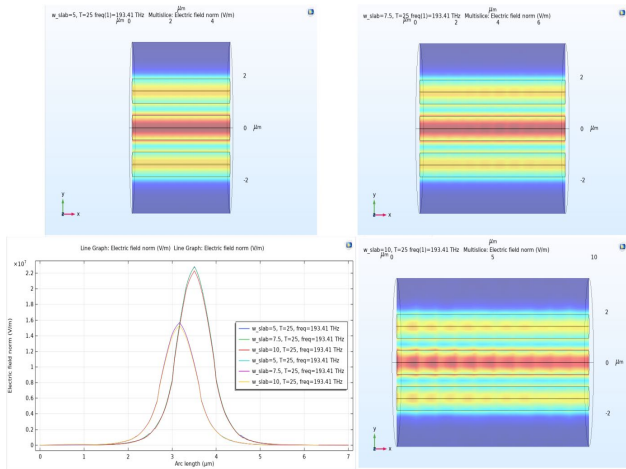 μm
w_slab=5, T=25 freq(1)=193.41 THz Multislice: Electric field norm (V/m)
0 2 4
2
0 μm
-2
y
z x
μm
w_slab=7.5, T=25 freq(1)=193.41 THz Multislice: Electric field norm (V/m)
0 2 4 6
2
0 μm
-2
y
z x
Line Graph: Electric field norm (V/m) Line Graph: Electric field norm (V/m)
×10⁷
2.2
2
1.8
1.6
1.4
1.2
1
0.8
0.6
0.4
0.2
0
Electric field norm (V/m)
w_slab=5, T=25, freq=193.41 THz
w_slab=7.5, T=25, freq=193.41 THz
w_slab=10, T=25, freq=193.41 THz
w_slab=5, T=25, freq=193.41 THz
w_slab=7.5, T=25, freq=193.41 THz
w_slab=10, T=25, freq=193.41 THz
0 1 2 3 4 5 6 7
Arc length (μm)
μm
w_slab=10, T=25 freq(1)=193.41 THz Multislice: Electric field norm (V/m)
μm 0 5 10
2
0 μm
-2
y
z x